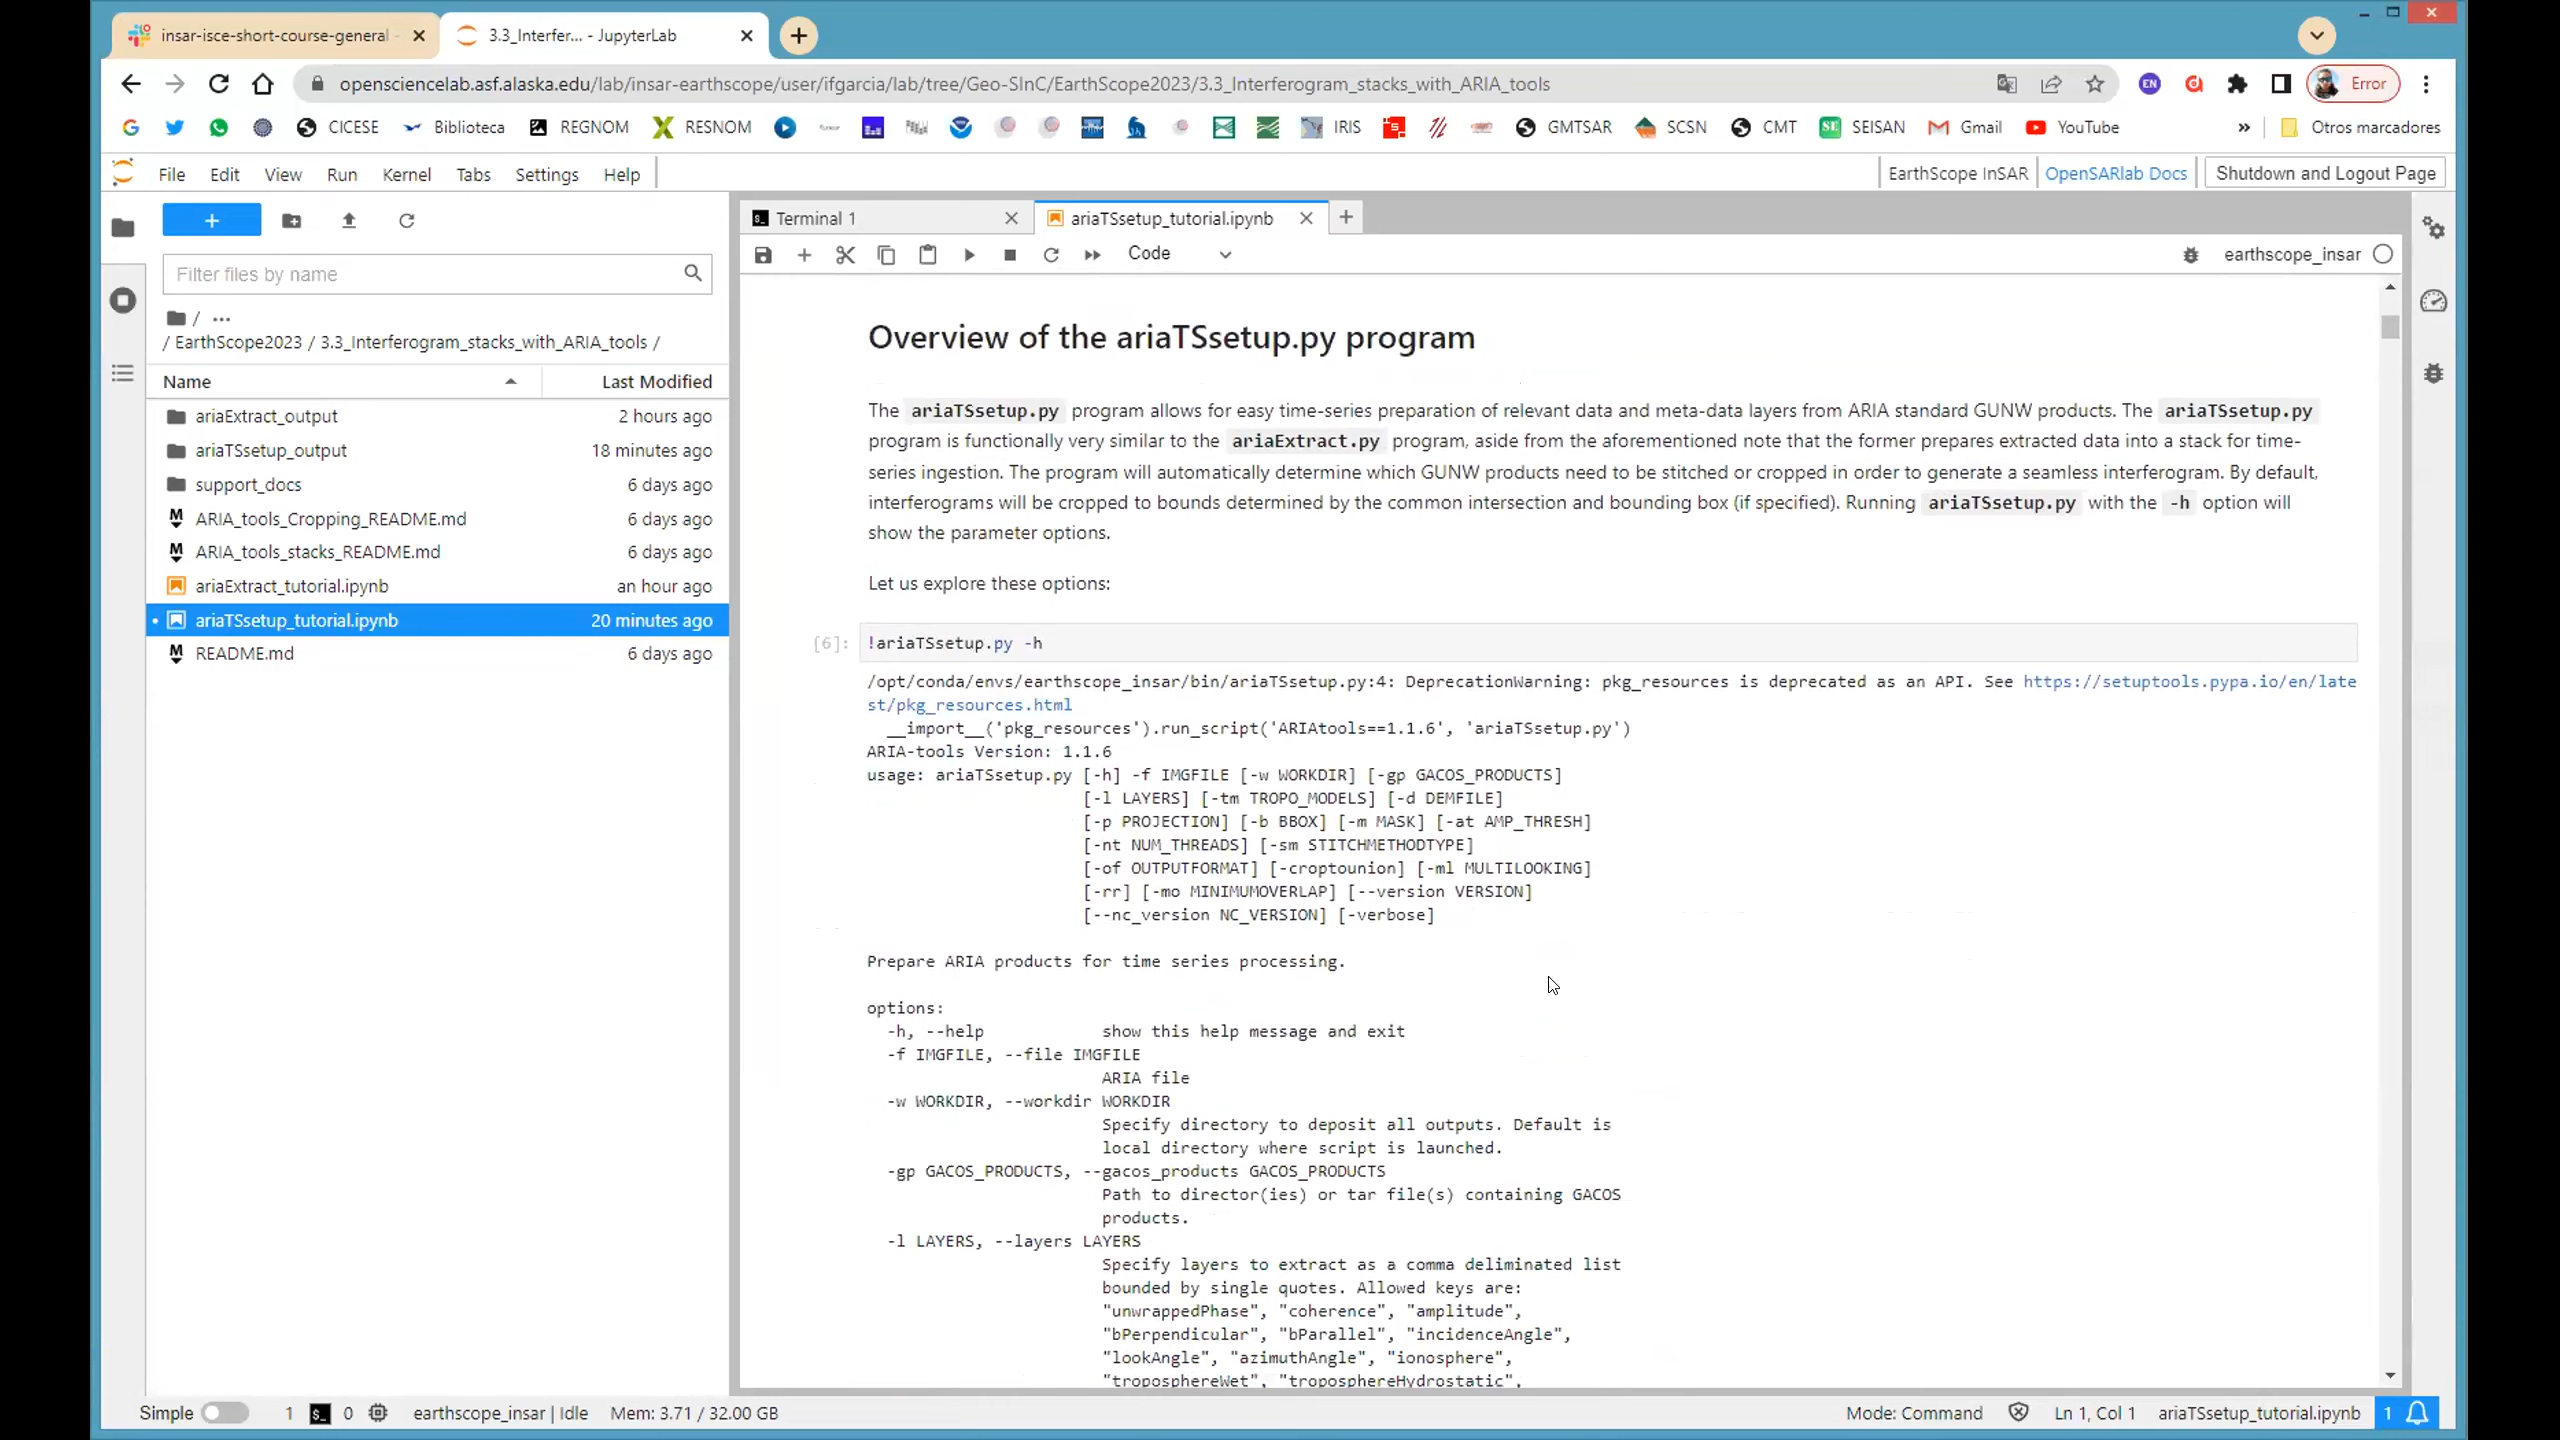 insar-isce-short-course-general -
3.3_Interfer... - JupyterLab
opensciencelab.asf.alaska.edu/lab/insar-earthscope/user/ifgarcia/lab/tree/Geo-SInC/EarthScope2023/3.3_Interferogram_stacks_with_ARIA_tools
EN
Error
CICESE
Biblioteca
REGNOM
RESNOM
IRIS
GMTSAR
SCSN
CMT
SEISAN
Gmail
YouTube
»
Otros marcadores
File Edit View Run Kernel Tabs Settings Help
EarthScope InSAR
OpenSARlab Docs
Shutdown and Logout Page
Filter files by name
/ ...
/ EarthScope2023 / 3.3_Interferogram_stacks_with_ARIA_tools /
Name Last Modified
ariaExtract_output 2 hours ago
ariaTSsetup_output 18 minutes ago
support_docs 6 days ago
ARIA_tools_Cropping_README.md 6 days ago
ARIA_tools_stacks_README.md 6 days ago
ariaExtract_tutorial.ipynb an hour ago
ariaTSsetup_tutorial.ipynb 20 minutes ago
README.md 6 days ago
Terminal 1
ariaTSsetup_tutorial.ipynb
Code
earthscope_insar
Overview of the ariaTSsetup.py program
The ariaTSsetup.py program allows for easy time-series preparation of relevant data and meta-data layers from ARIA standard GUNW products. The ariaTSsetup.py
program is functionally very similar to the ariaExtract.py program, aside from the aforementioned note that the former prepares extracted data into a stack for time-
series ingestion. The program will automatically determine which GUNW products need to be stitched or cropped in order to generate a seamless interferogram. By default,
interferograms will be cropped to bounds determined by the common intersection and bounding box (if specified). Running ariaTSsetup.py with the -h option will
show the parameter options.
Let us explore these options:
[6]: !ariaTSsetup.py -h
/opt/conda/envs/earthscope_insar/bin/ariaTSsetup.py:4: DeprecationWarning: pkg_resources is deprecated as an API. See https://setuptools.pypa.io/en/late
st/pkg_resources.html
__import__('pkg_resources').run_script('ARIAtools==1.1.6', 'ariaTSsetup.py')
ARIA-tools Version: 1.1.6
usage: ariaTSsetup.py [-h] -f IMGFILE [-w WORKDIR] [-gp GACOS_PRODUCTS]
[-l LAYERS] [-tm TROPO_MODELS] [-d DEMFILE]
[-p PROJECTION] [-b BBOX] [-m MASK] [-at AMP_THRESH]
[-nt NUM_THREADS] [-sm STITCHMETHODTYPE]
[-of OUTPUTFORMAT] [-croptounion] [-ml MULTILOOKING]
[-rr] [-mo MINIMUMOVERLAP] [--version VERSION]
[--nc_version NC_VERSION] [-verbose]
Prepare ARIA products for time series processing.
options:
-h, --help show this help message and exit
-f IMGFILE, --file IMGFILE
ARIA file
-w WORKDIR, --workdir WORKDIR
Specify directory to deposit all outputs. Default is
local directory where script is launched.
-gp GACOS_PRODUCTS, --gacos_products GACOS_PRODUCTS
Path to director(ies) or tar file(s) containing GACOS
products.
-l LAYERS, --layers LAYERS
Specify layers to extract as a comma deliminated list
bounded by single quotes. Allowed keys are:
"unwrappedPhase", "coherence", "amplitude",
"bPerpendicular", "bParallel", "incidenceAngle",
"lookAngle", "azimuthAngle", "ionosphere",
"troposphereWet", "troposphereHydrostatic",
Simple 1 0 earthscope_insar | Idle Mem: 3.71 / 32.00 GB
Mode: Command Ln 1, Col 1 ariaTSsetup_tutorial.ipynb 1